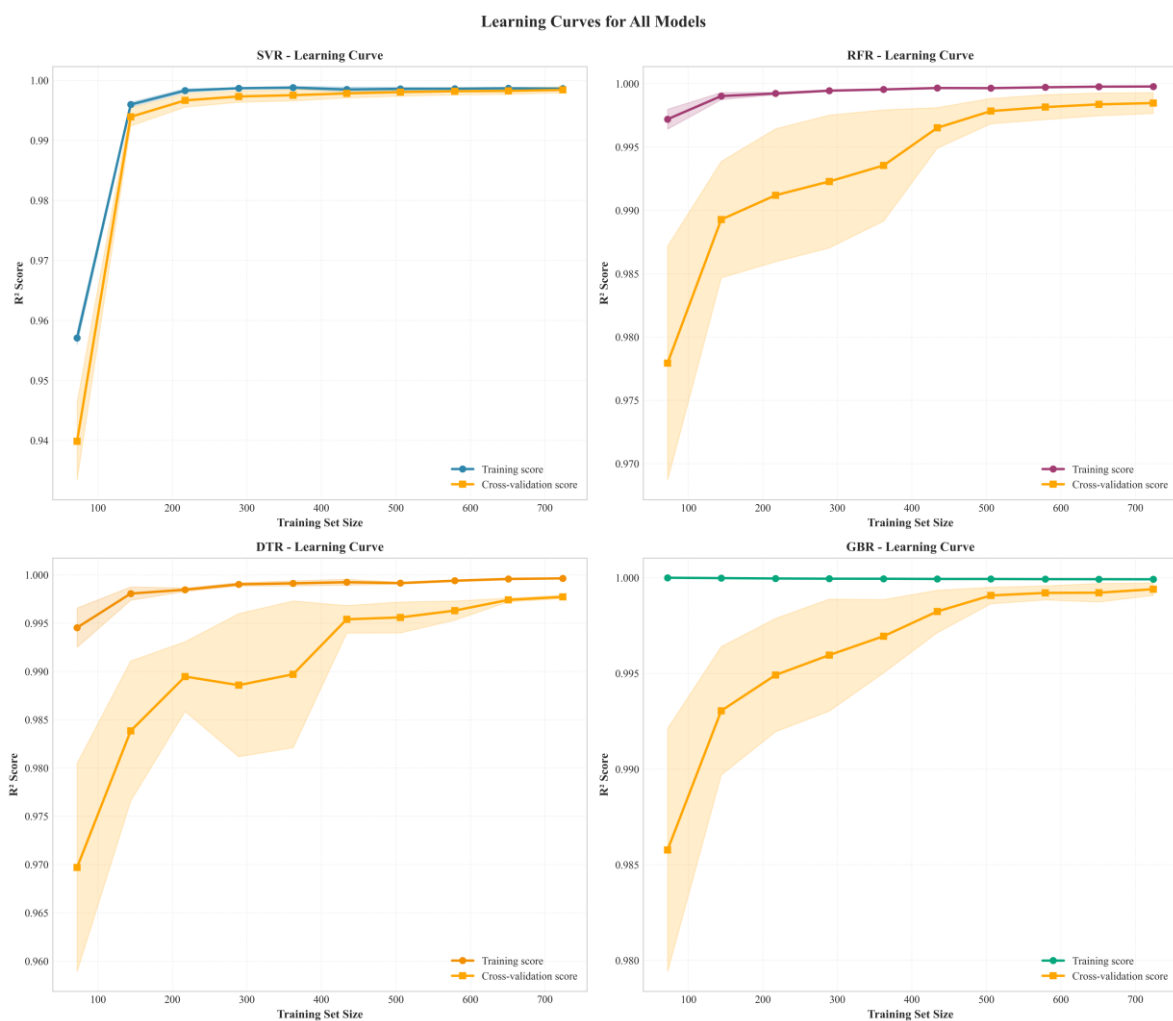 Learning Curves for All Models
SVR - Learning Curve
1.00
0.99
0.98
0.97
0.96
0.95
0.94
R² Score
100
200
300
400
500
600
700
Training Set Size
Training score
Cross-validation score
RFR - Learning Curve
1.000
0.995
0.990
0.985
0.980
0.975
0.970
R² Score
100
200
300
400
500
600
700
Training Set Size
Training score
Cross-validation score
DTR - Learning Curve
1.000
0.995
0.990
0.985
0.980
0.975
0.970
0.965
0.960
R² Score
100
200
300
400
500
600
700
Training Set Size
Training score
Cross-validation score
GBR - Learning Curve
1.000
0.995
0.990
0.985
0.980
R² Score
100
200
300
400
500
600
700
Training Set Size
Training score
Cross-validation score